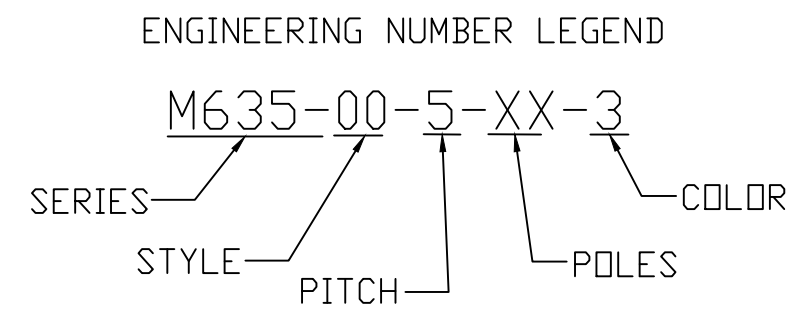 ENGINEERING NUMBER LEGEND
M635-00-5-XX-3
SERIES
COLOR
STYLE
POLES
PITCH